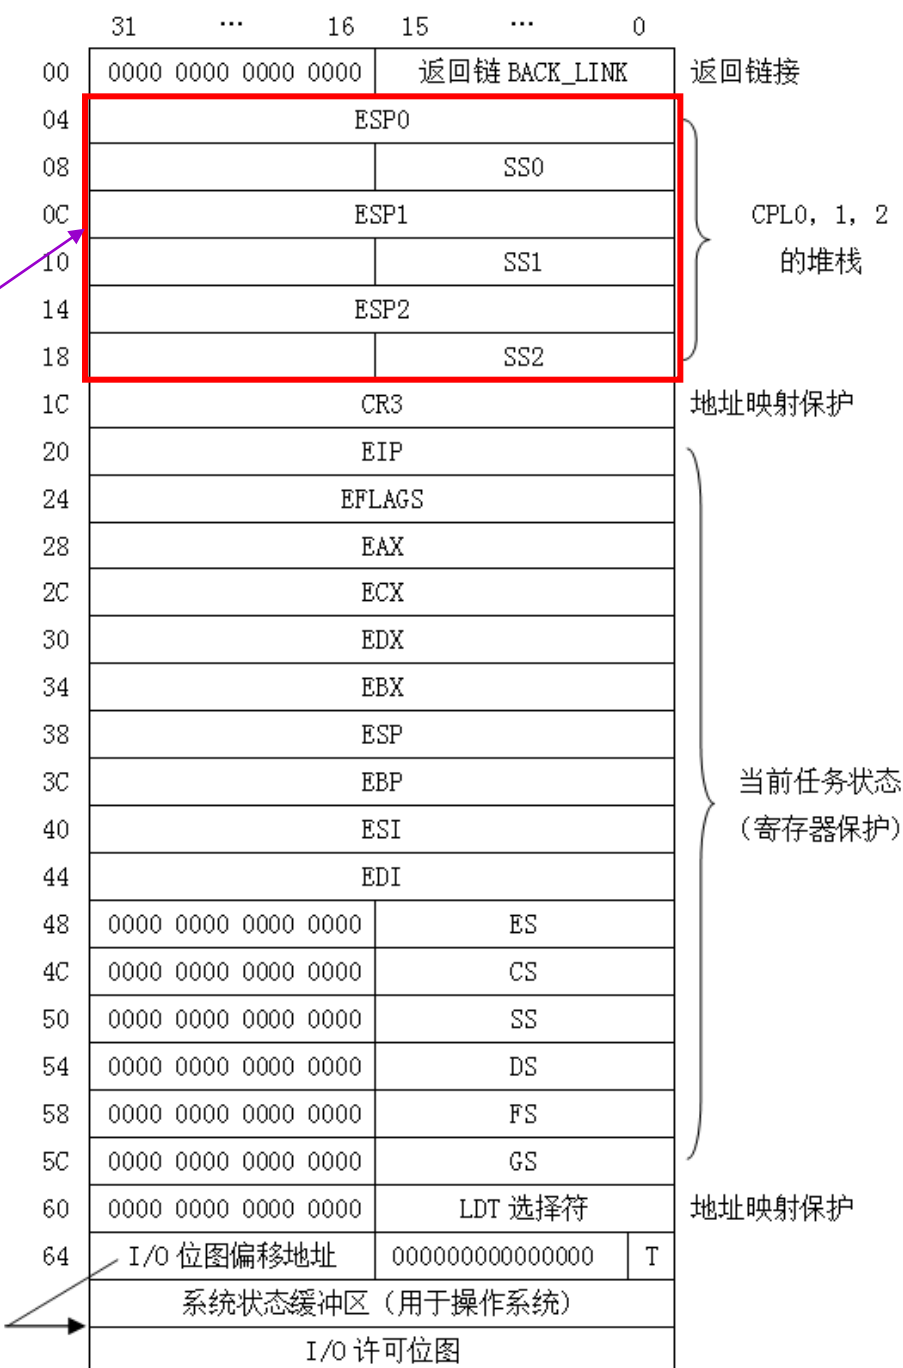 31 … 16 15 … 0
00 0000 0000 0000 0000 返回链 BACK_LINK 返回链接
04 ESP0
08 SS0
0C ESP1 CPL0, 1, 2
10 SS1 的堆栈
14 ESP2
18 SS2
1C CR3 地址映射保护
20 EIP
24 EFLAGS
28 EAX
2C ECX
30 EDX
34 EBX
38 ESP
3C EBP 当前任务状态
40 ESI (寄存器保护)
44 EDI
48 0000 0000 0000 0000 ES
4C 0000 0000 0000 0000 CS
50 0000 0000 0000 0000 SS
54 0000 0000 0000 0000 DS
58 0000 0000 0000 0000 FS
5C 0000 0000 0000 0000 GS
60 0000 0000 0000 0000 LDT 选择符 地址映射保护
64 I/O 位图偏移地址 000000000000000 T
系统状态缓冲区（用于操作系统）
I/O 许可位图